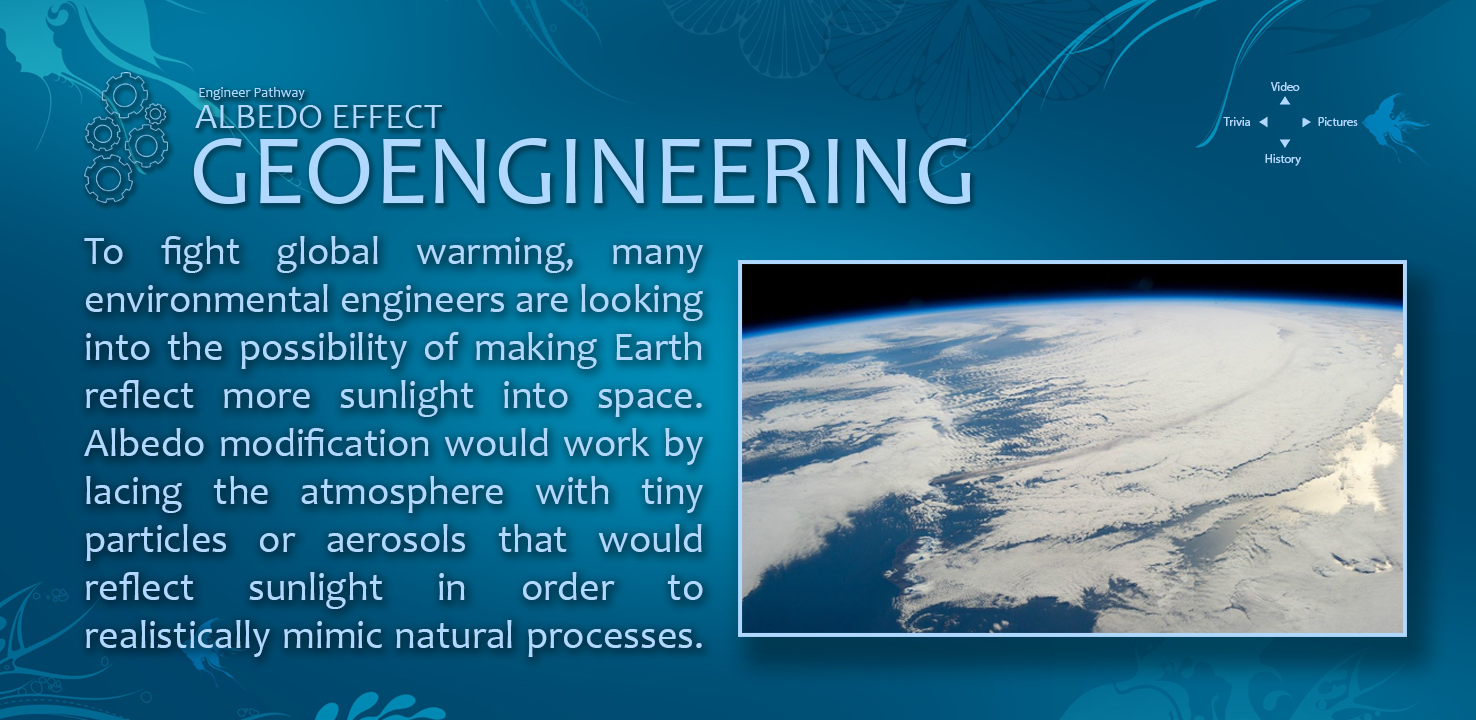 Engineer Pathway
ALBEDO EFFECT
GEOENGINEERING
Video
Trivia
Pictures
History
To fight global warming, many
environmental engineers are looking
into the possibility of making Earth
reflect more sunlight into space.
Albedo modification would work by
lacing the atmosphere with tiny
particles or aerosols that would
reflect sunlight in order to
realistically mimic natural processes.